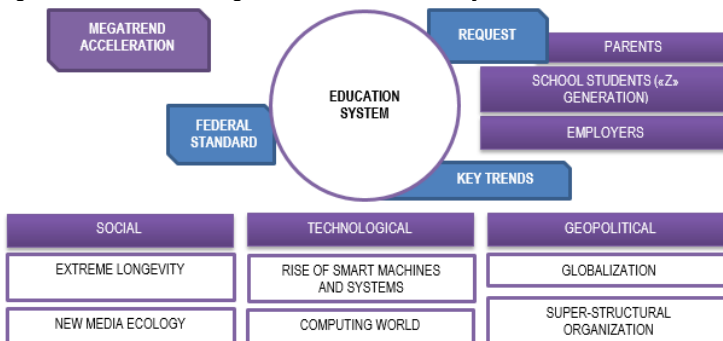 MEGATREND
ACCELERATION
REQUEST
PARENTS
SCHOOL STUDENTS («Z»
GENERATION)
EMPLOYERS
EDUCATION
SYSTEM
FEDERAL
STANDARD
KEY TRENDS
SOCIAL
TECHNOLOGICAL
GEOPOLITICAL
EXTREME LONGEVITY
RISE OF SMART MACHINES
AND SYSTEMS
GLOBALIZATION
NEW MEDIA ECOLOGY
COMPUTING WORLD
SUPER-STRUCTURAL
ORGANIZATION